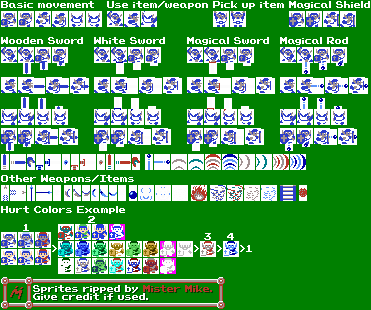 Basic movement Use item/weapon Pick up item Magical Shield
Wooden Sword White Sword Magical Sword Magical Rod
Other Weapons/Items
Hurt Colors Example
1 2 3 4
> > > >1
Sprites ripped by Mister Mike.
Give credit if used.